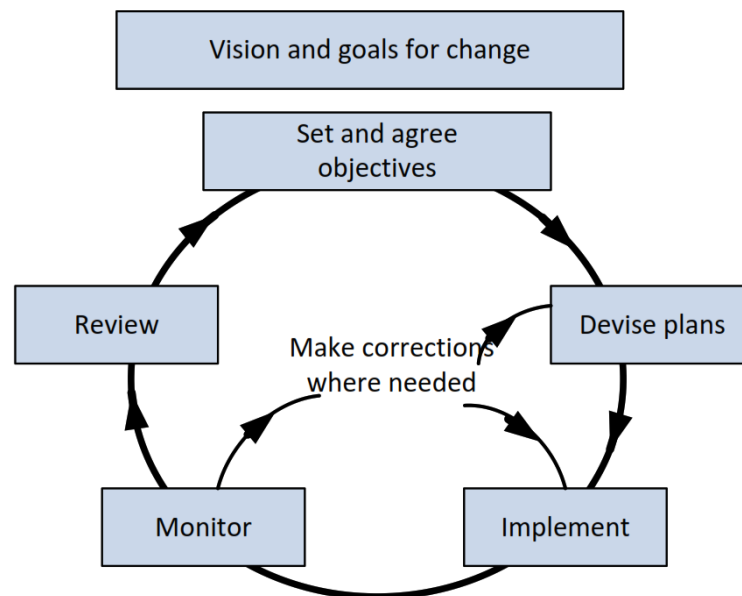 Vision and goals for change
Set and agree
objectives
Review
Devise plans
Make corrections
where needed
Monitor
Implement